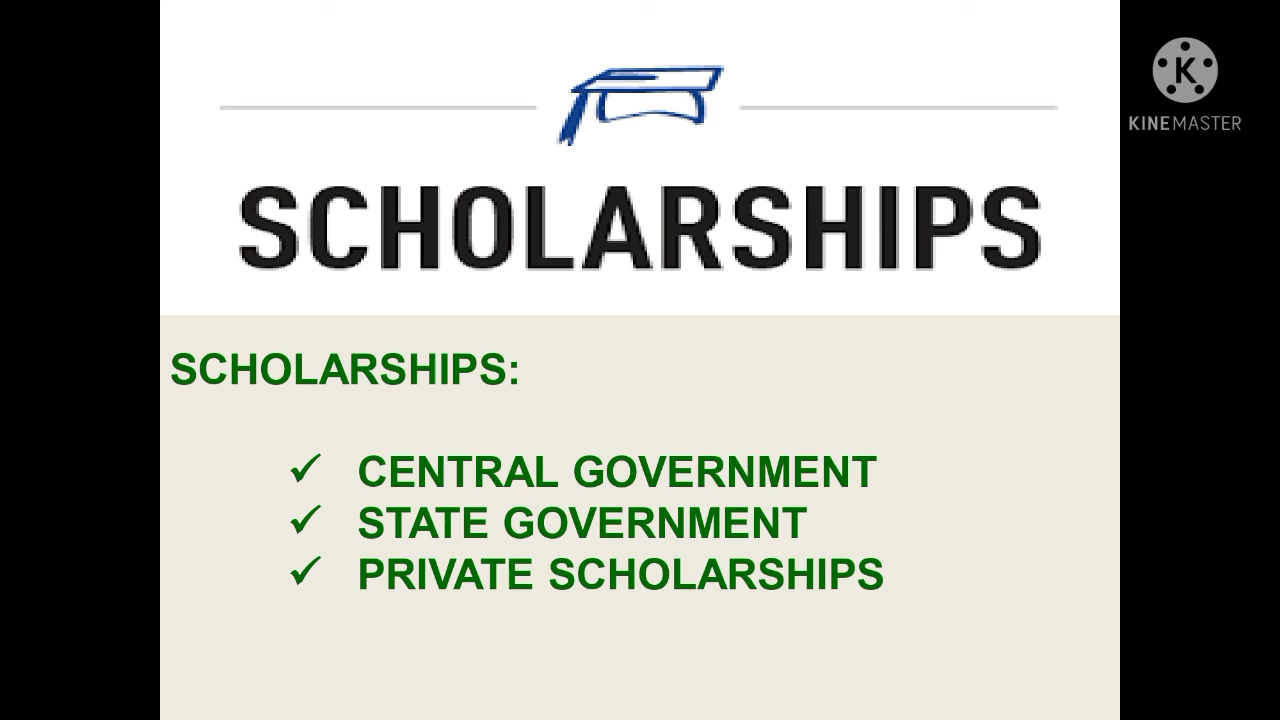 K
KINEMASTER
SCHOLARSHIPS
SCHOLARSHIPS:
✓ CENTRAL GOVERNMENT
✓ STATE GOVERNMENT
✓ PRIVATE SCHOLARSHIPS